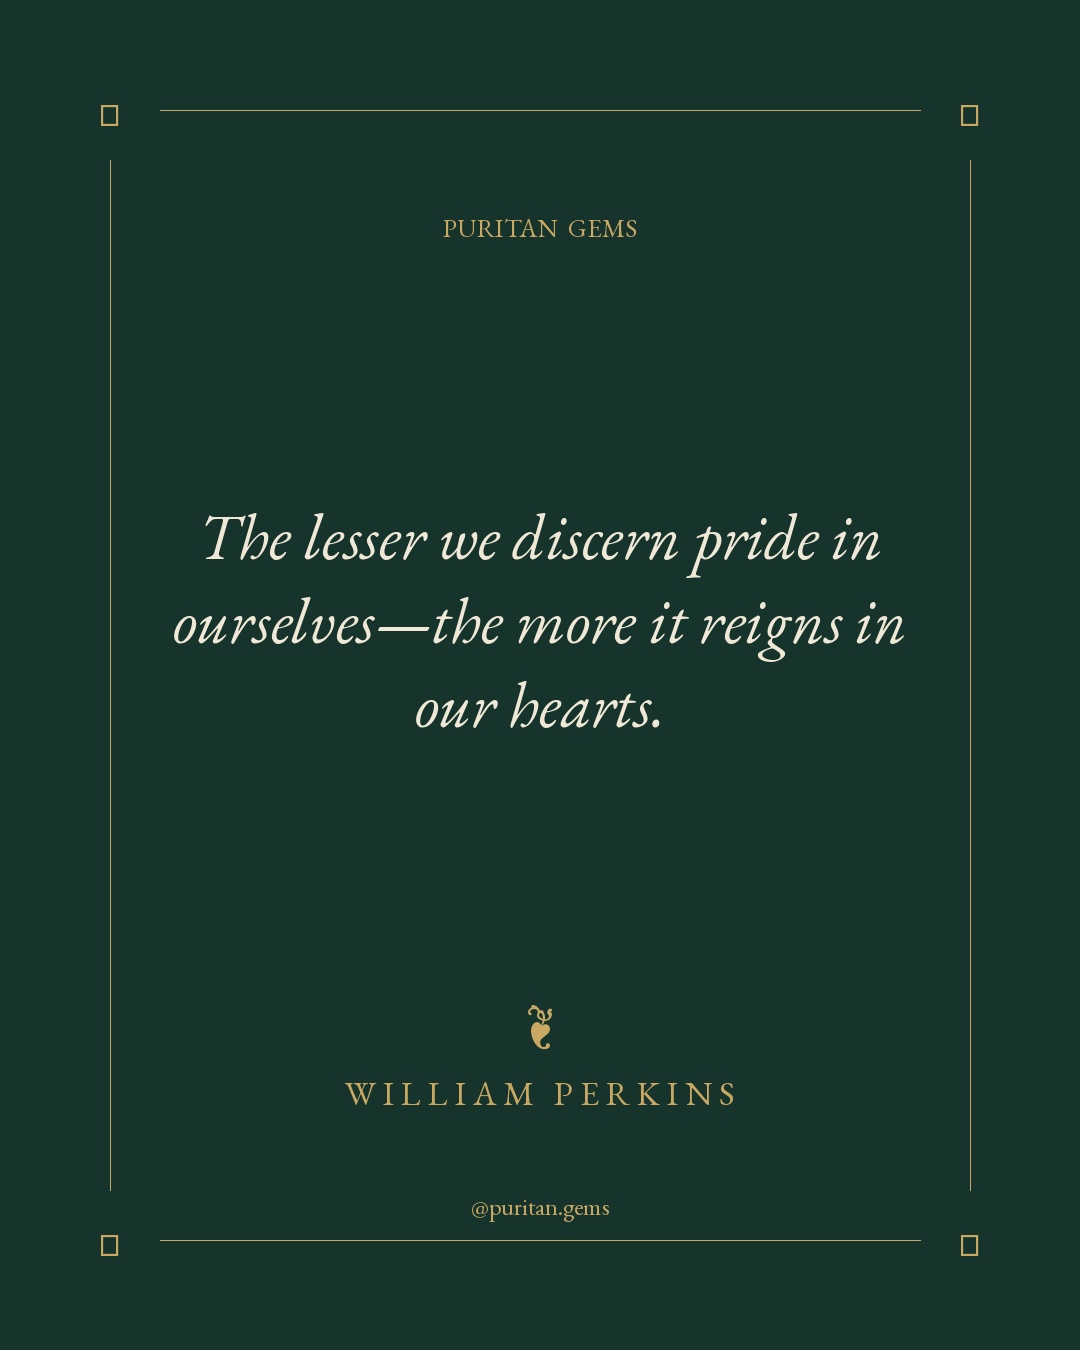 PURITAN GEMS
The lesser we discern pride in
ourselves—the more it reigns in
our hearts.
WILLIAM PERKINS
@puritan.gems